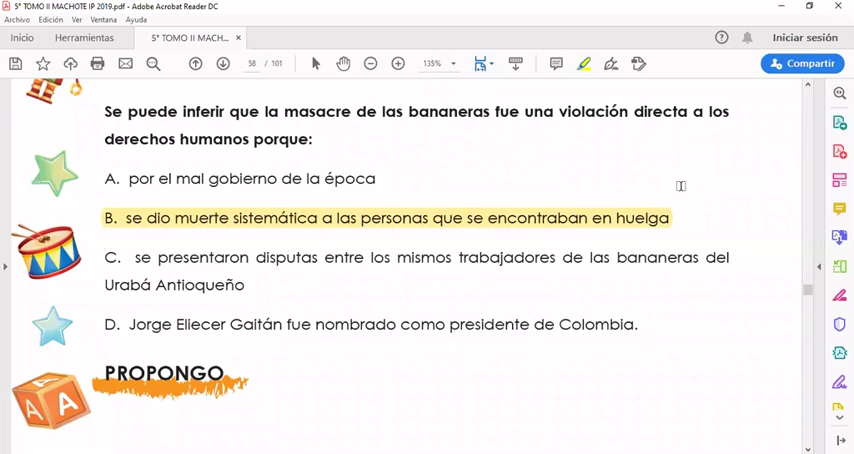 5° TOMO II MACHOTE IP 2019.pdf - Adobe Acrobat Reader DC
Archivo Edición Ver Ventana Ayuda
Inicio Herramientas 5° TOMO II MACH... × Iniciar sesión
58 / 101 135% Compartir
Se puede inferir que la masacre de las bananeras fue una violación directa a los
derechos humanos porque:
A. por el mal gobierno de la época
B. se dio muerte sistemática a las personas que se encontraban en huelga
C. se presentaron disputas entre los mismos trabajadores de las bananeras del
Urabá Antioqueño
D. Jorge Eliecer Gaitán fue nombrado como presidente de Colombia.
PROPONGO
A A A